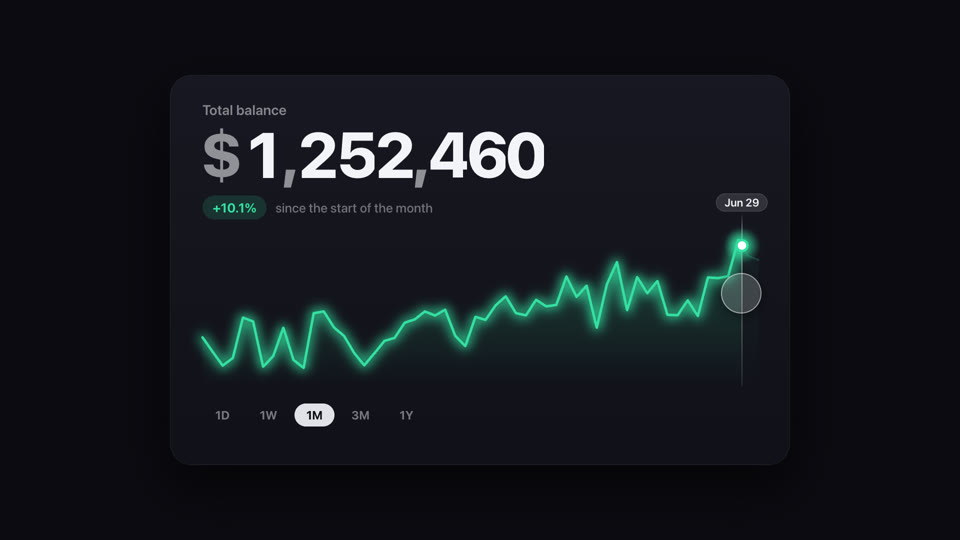 Total balance
$1,252,460
+10.1% since the start of the month
Jun 29
1D 1W 1M 3M 1Y